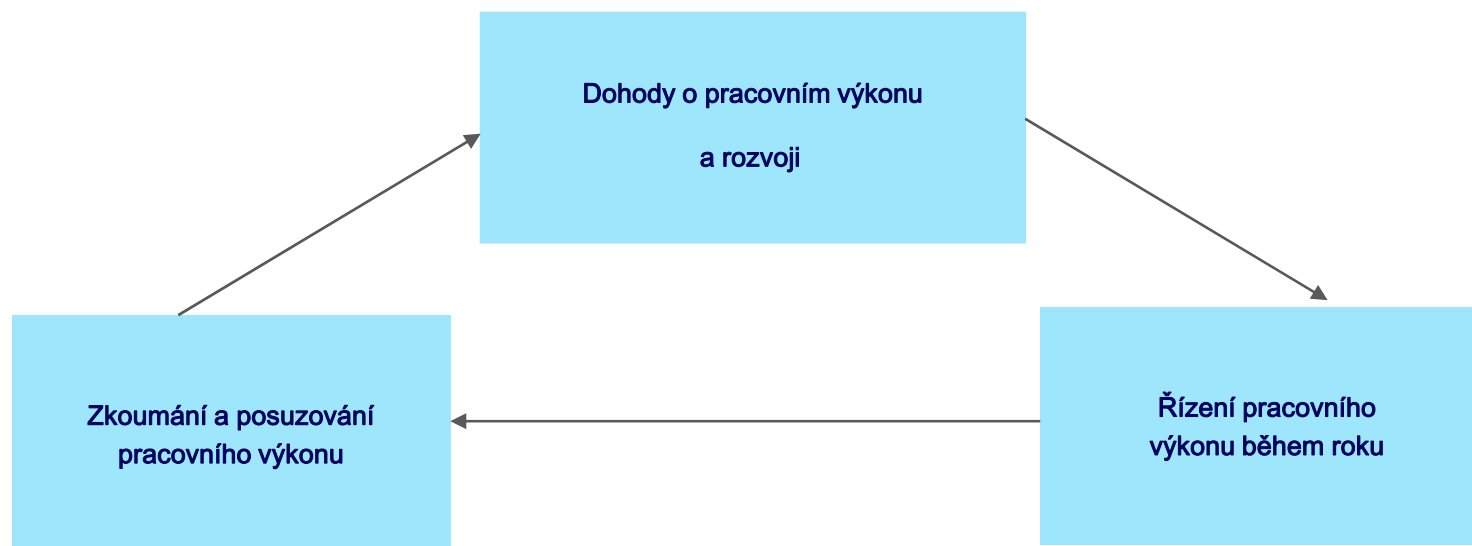 Dohody o pracovním výkonu
a rozvoji
Zkoumání a posuzování
pracovního výkonu
Řízení pracovního
výkonu během roku